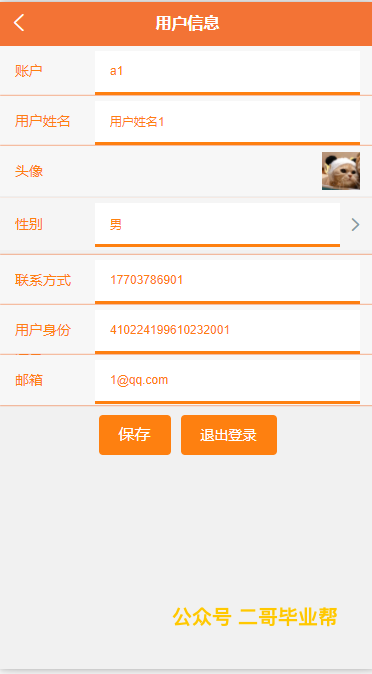 用户信息
账户 a1
用户姓名 用户姓名1
头像
性别 男
联系方式 17703786901
用户身份 410224199610232001
邮箱 1@qq.com
保存 退出登录
公众号 二哥毕业帮